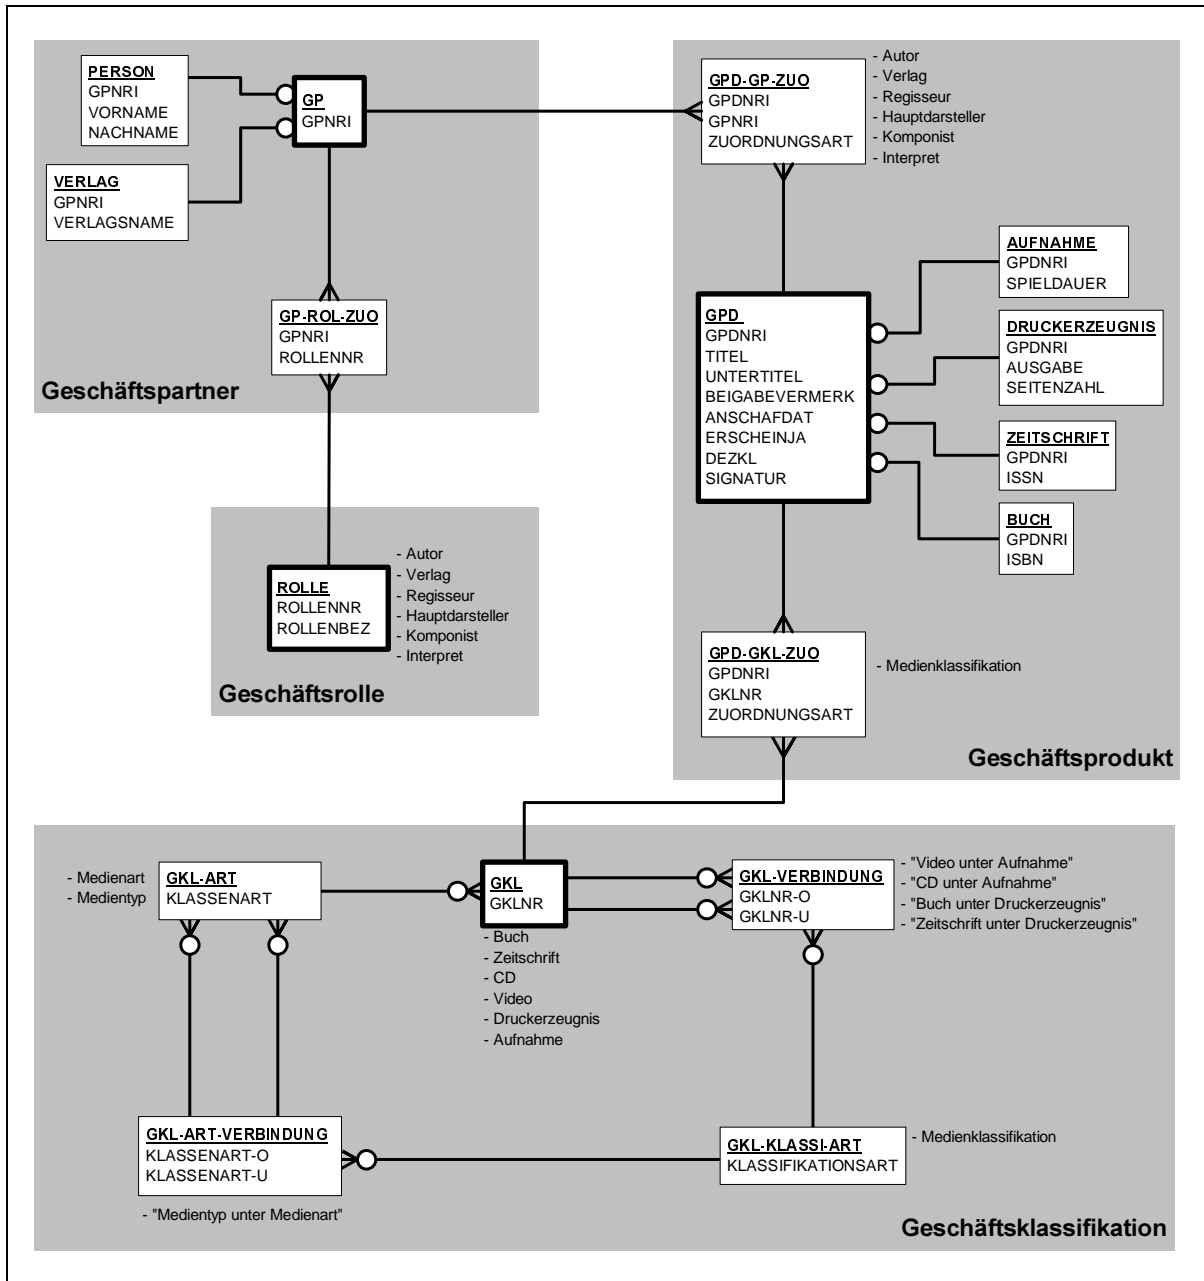 PERSON
GPNRI
VORNAME
NACHNAME
GP
GPNRI
VERLAG
GPNRI
VERLAGSNAME
GP-ROL-ZUO
GPNRI
ROLLENNR
Geschäftspartner
ROLLE
ROLLENNR
ROLLENBEZ
- Autor
- Verlag
- Regisseur
- Hauptdarsteller
- Komponist
- Interpret
Geschäftsrolle
GPD-GP-ZUO
GPDNRI
GPNRI
ZUORDNUNGSART
- Autor
- Verlag
- Regisseur
- Hauptdarsteller
- Komponist
- Interpret
GPD
GPDNRI
TITEL
UNTERTITEL
BEIGABEVERMERK
ANSCHAFDAT
ERSCHEINJA
DEZKL
SIGNATUR
AUFNAHME
GPDNRI
SPIELDAUER
DRUCKERZEUGNIS
GPDNRI
AUSGABE
SEITENZAHL
ZEITSCHRIFT
GPDNRI
ISSN
BUCH
GPDNRI
ISBN
GPD-GKL-ZUO
GPDNRI
GKLNR
ZUORDNUNGSART
- Medienklassifikation
Geschäftsprodukt
- Medienart
- Medientyp
GKL-ART
KLASSENART
GKL
GKLNR
- Buch
- Zeitschrift
- CD
- Video
- Druckerzeugnis
- Aufnahme
GKL-VERBINDUNG
GKLNR-O
GKLNR-U
- "Video unter Aufnahme"
- "CD unter Aufnahme"
- "Buch unter Druckerzeugnis"
- "Zeitschrift unter Druckerzeugnis"
GKL-ART-VERBINDUNG
KLASSENART-O
KLASSENART-U
- "Medientyp unter Medienart"
GKL-KLASSI-ART
KLASSIFIKATIONSART
- Medienklassifikation
Geschäftsklassifikation